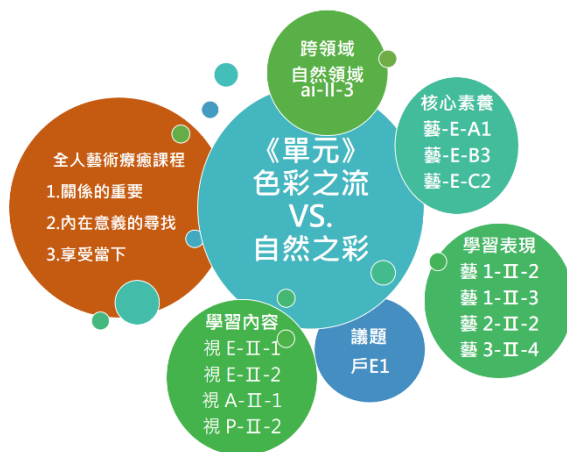 跨領域
自然領域
ai-II-3
核心素養
藝-E-A1
藝-E-B3
藝-E-C2
《單元》
色彩之流
VS.
自然之彩
全人藝術療癒課程
1.關係的重要
2.內在意義的尋找
3.享受當下
學習表現
藝 1-Ⅱ-2
藝 1-Ⅱ-3
藝 2-Ⅱ-2
藝 3-Ⅱ-4
學習內容
視 E-Ⅱ-1
視 E-Ⅱ-2
視 A-Ⅱ-1
視 P-Ⅱ-2
議題
戶E1